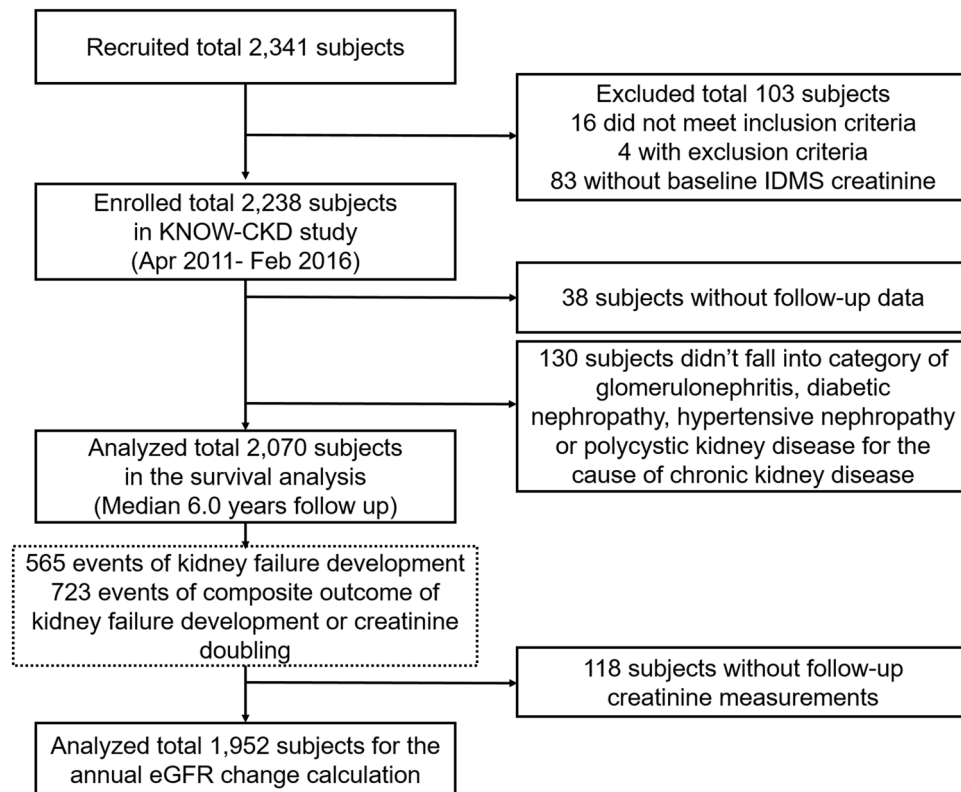 Recruited total 2,341 subjects
Excluded total 103 subjects
16 did not meet inclusion criteria
4 with exclusion criteria
83 without baseline IDMS creatinine
Enrolled total 2,238 subjects
in KNOW-CKD study
(Apr 2011- Feb 2016)
38 subjects without follow-up data
130 subjects didn’t fall into category of
glomerulonephritis, diabetic
nephropathy, hypertensive nephropathy
or polycystic kidney disease for the
cause of chronic kidney disease
Analyzed total 2,070 subjects
in the survival analysis
(Median 6.0 years follow up)
565 events of kidney failure development
723 events of composite outcome of
kidney failure development or creatinine
doubling
118 subjects without follow-up
creatinine measurements
Analyzed total 1,952 subjects for the
annual eGFR change calculation